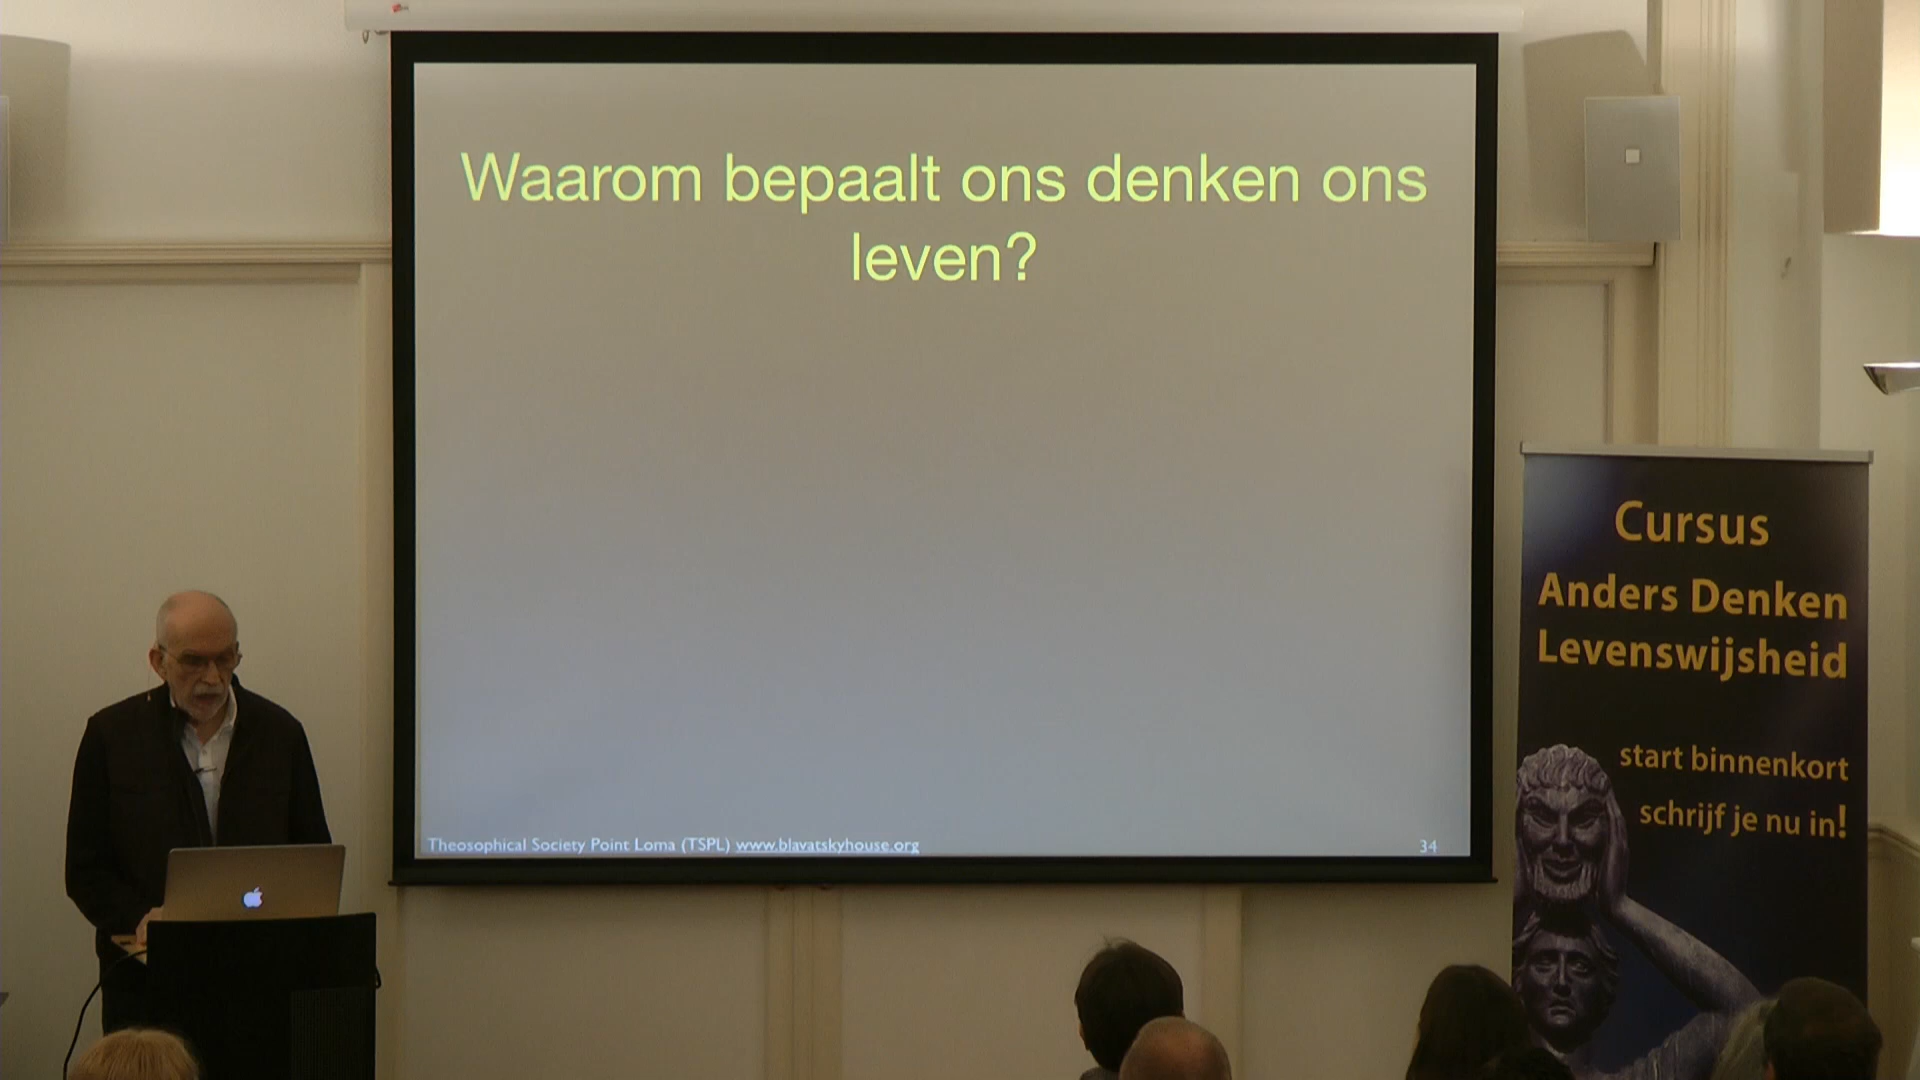 Waarom bepaalt ons denken ons
leven?
Theosophical Society Point Loma (TSPL) www.blavatskyhouse.org
34
Cursus
Anders Denken
Levenswijsheid
start binnenkort
schrijf je nu in!